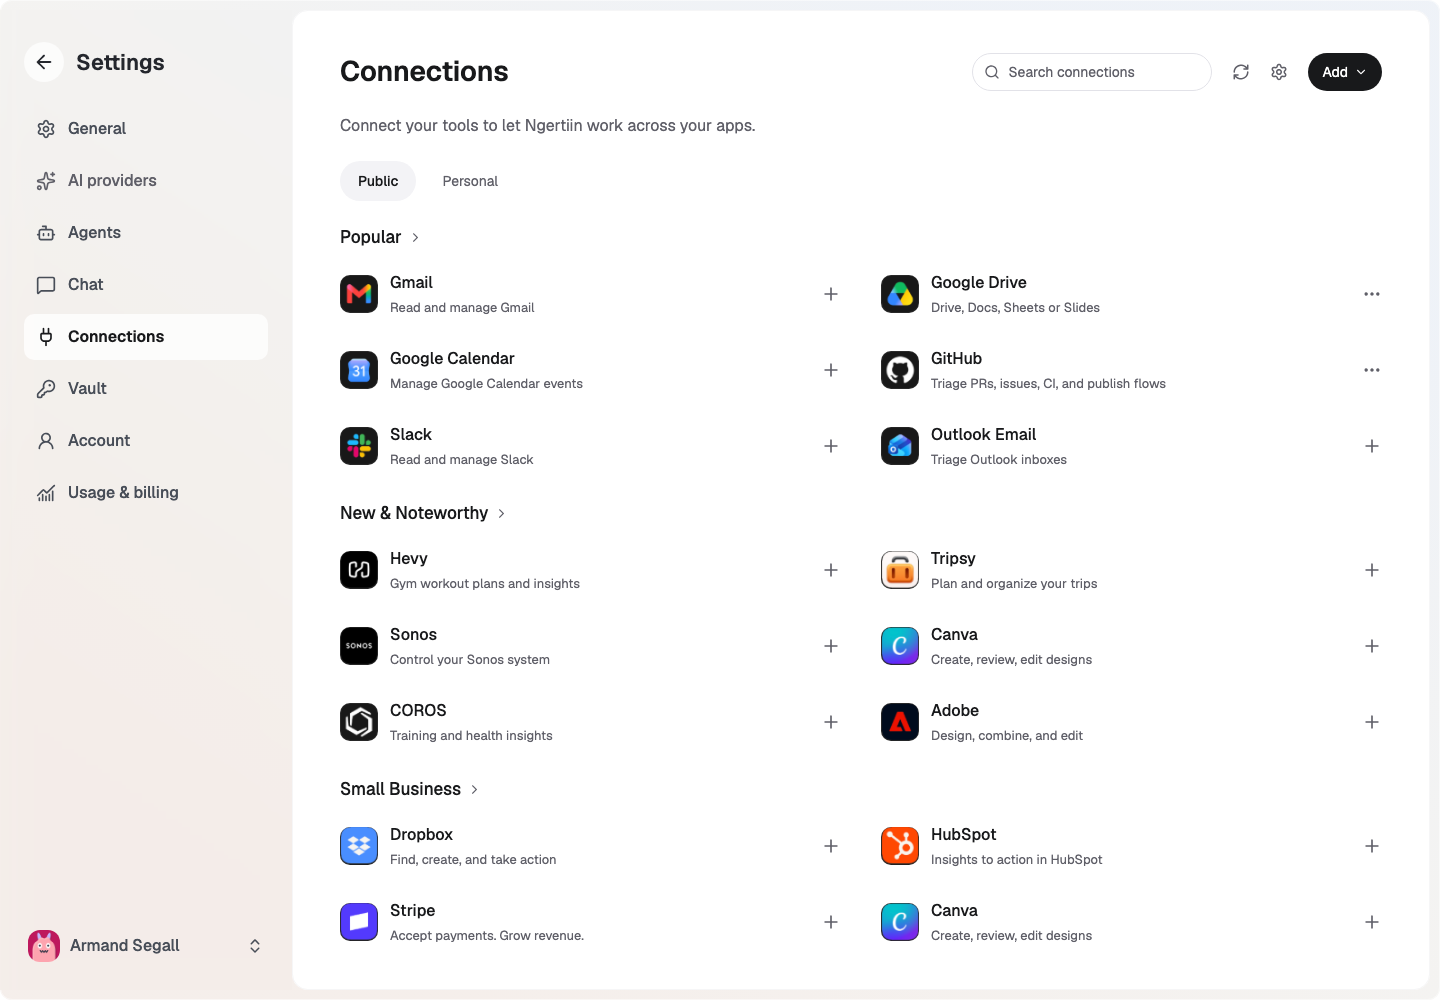 Settings
General
AI providers
Agents
Chat
Connections
Vault
Account
Usage & billing
Armand Segall
Connections
Search connections
Add
Connect your tools to let Ngertiin work across your apps.
Public
Personal
Popular
Gmail
Read and manage Gmail
Google Drive
Drive, Docs, Sheets or Slides
31
Google Calendar
Manage Google Calendar events
GitHub
Triage PRs, issues, CI, and publish flows
Slack
Read and manage Slack
Outlook Email
Triage Outlook inboxes
New & Noteworthy
Hevy
Gym workout plans and insights
Tripsy
Plan and organize your trips
SONOS
Sonos
Control your Sonos system
C
Canva
Create, review, edit designs
COROS
Training and health insights
Adobe
Design, combine, and edit
Small Business
Dropbox
Find, create, and take action
HubSpot
Insights to action in HubSpot
Stripe
Accept payments. Grow revenue.
C
Canva
Create, review, edit designs